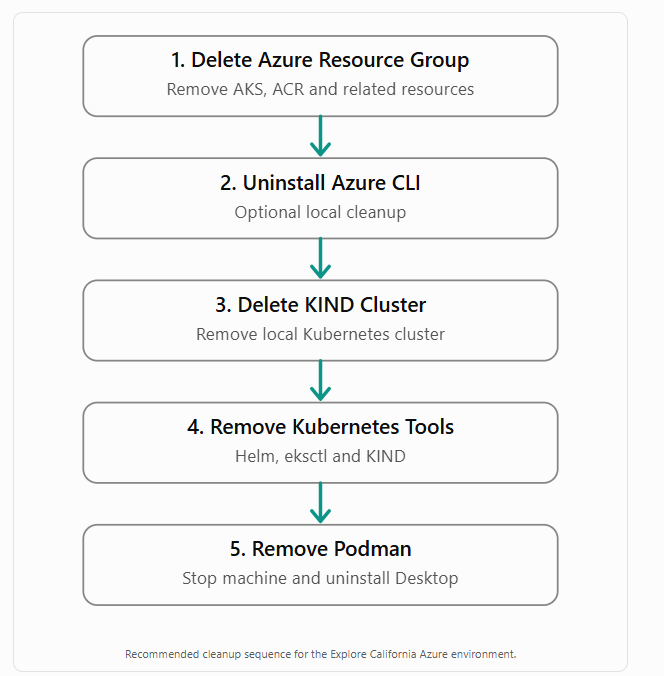 1. Delete Azure Resource Group
Remove AKS, ACR and related resources
2. Uninstall Azure CLI
Optional local cleanup
3. Delete KIND Cluster
Remove local Kubernetes cluster
4. Remove Kubernetes Tools
Helm, eksctl and KIND
5. Remove Podman
Stop machine and uninstall Desktop
Recommended cleanup sequence for the Explore California Azure environment.